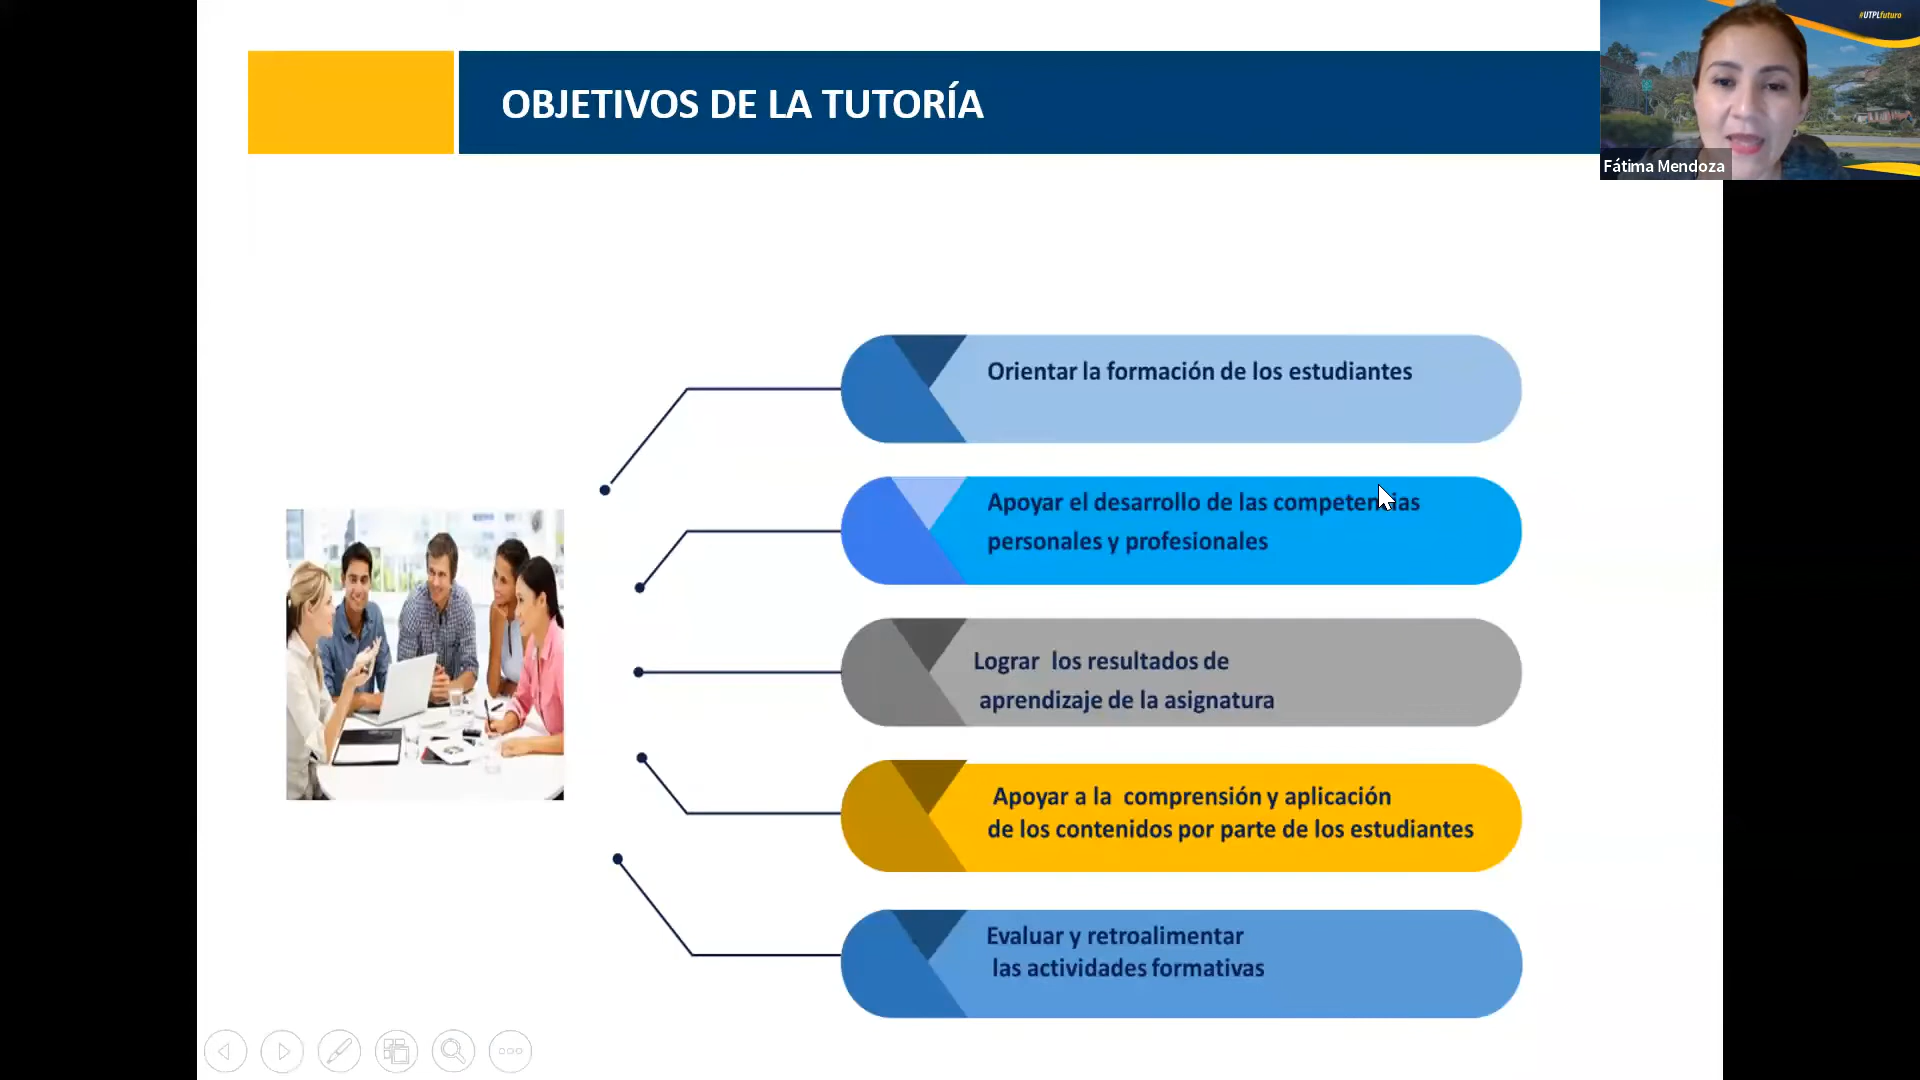 OBJETIVOS DE LA TUTORÍA
#UTPLfuturo
Fátima Mendoza
Orientar la formación de los estudiantes
Apoyar el desarrollo de las competencias
personales y profesionales
Lograr los resultados de
aprendizaje de la asignatura
Apoyar a la comprensión y aplicación
de los contenidos por parte de los estudiantes
Evaluar y retroalimentar
las actividades formativas